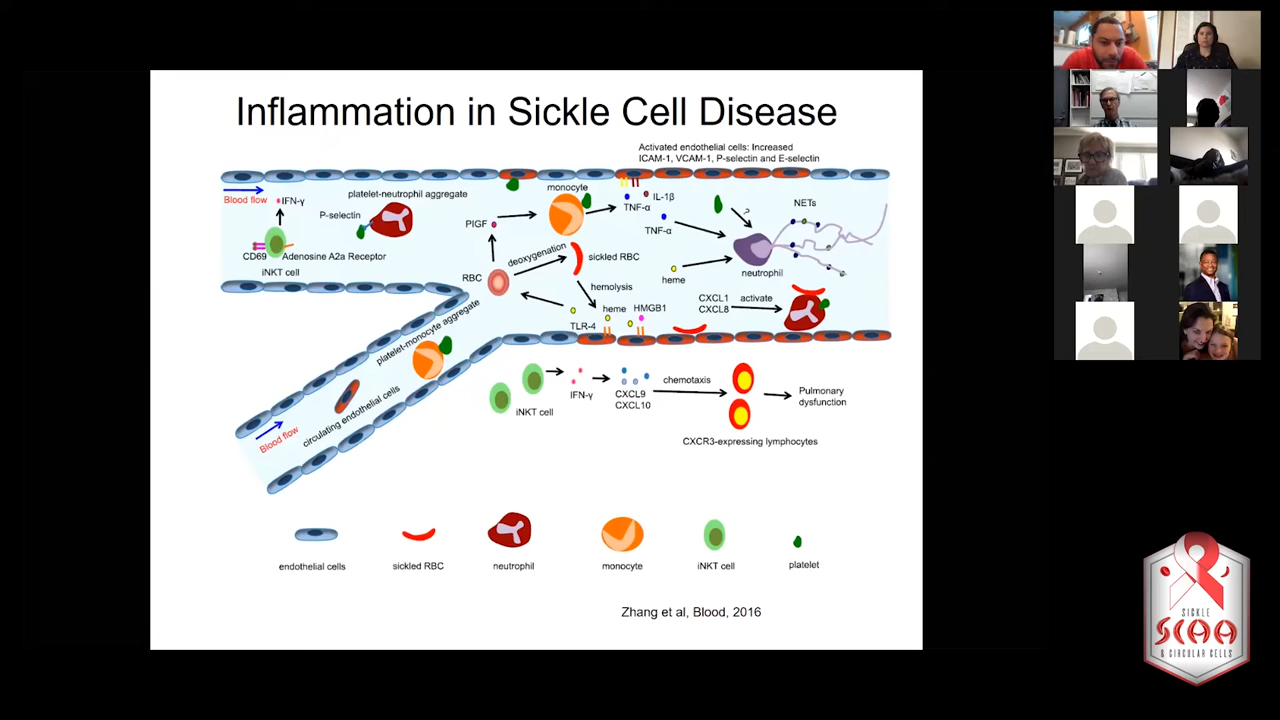 Inflammation in Sickle Cell Disease
Activated endothelial cells: Increased
ICAM-1, VCAM-1, P-selectin and E-selectin
Blood flow
IFN-γ
platelet-neutrophil aggregate
P-selectin
CD69
Adenosine A2a Receptor
iNKT cell
monocyte
PIGF
TNF-α
IL-1β
TNF-α
?
NETs
neutrophil
RBC
deoxygenation
sickled RBC
hemolysis
heme
heme
HMGB1
TLR-4
CXCL1
CXCL8
activate
platelet-monocyte aggregate
circulating endothelial cells
Blood flow
iNKT cell
IFN-γ
CXCL9
CXCL10
chemotaxis
CXCR3-expressing lymphocytes
Pulmonary
dysfunction
endothelial cells
sickled RBC
neutrophil
monocyte
iNKT cell
platelet
Zhang et al, Blood, 2016
SICKLE
SCAA
& CIRCULAR CELLS